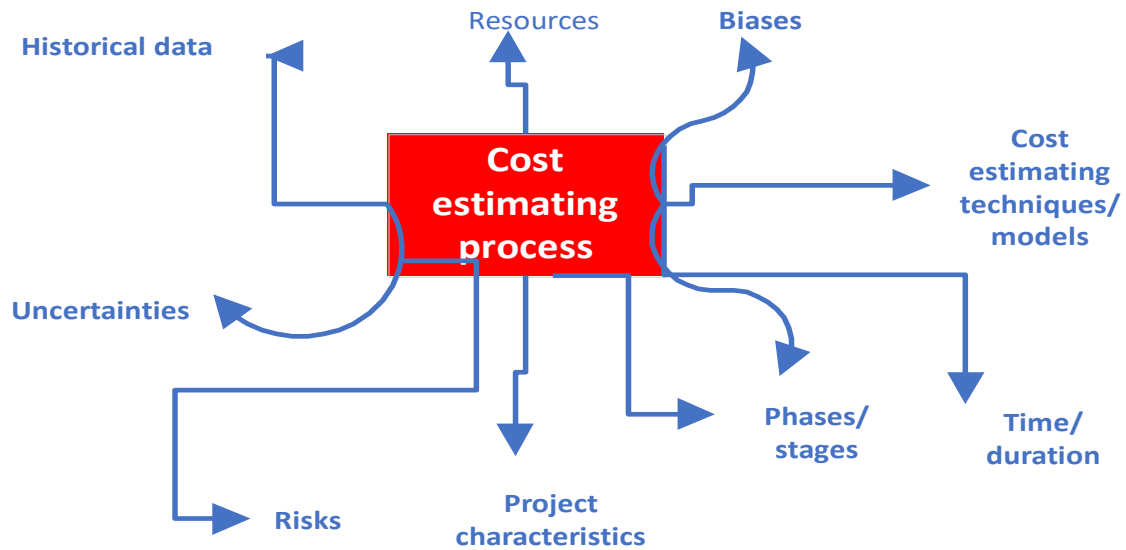 Resources
Biases
Historical data
Cost
estimating
process
Cost
estimating
techniques/
models
Uncertainties
Phases/
stages
Time/
duration
Risks
Project
characteristics